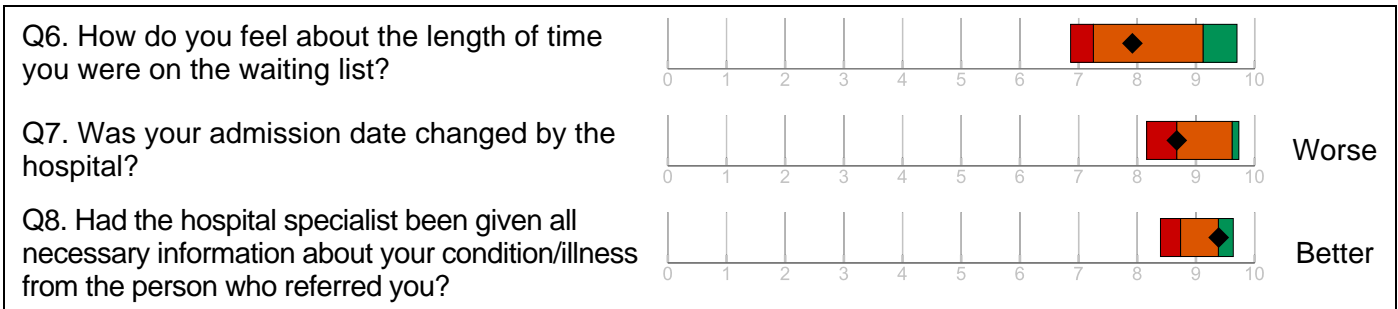 Q6. How do you feel about the length of time
you were on the waiting list?
0 1 2 3 4 5 6 7 8 9 10
Q7. Was your admission date changed by the
hospital?
0 1 2 3 4 5 6 7 8 9 10
Worse
Q8. Had the hospital specialist been given all
necessary information about your condition/illness
from the person who referred you?
0 1 2 3 4 5 6 7 8 9 10
Better